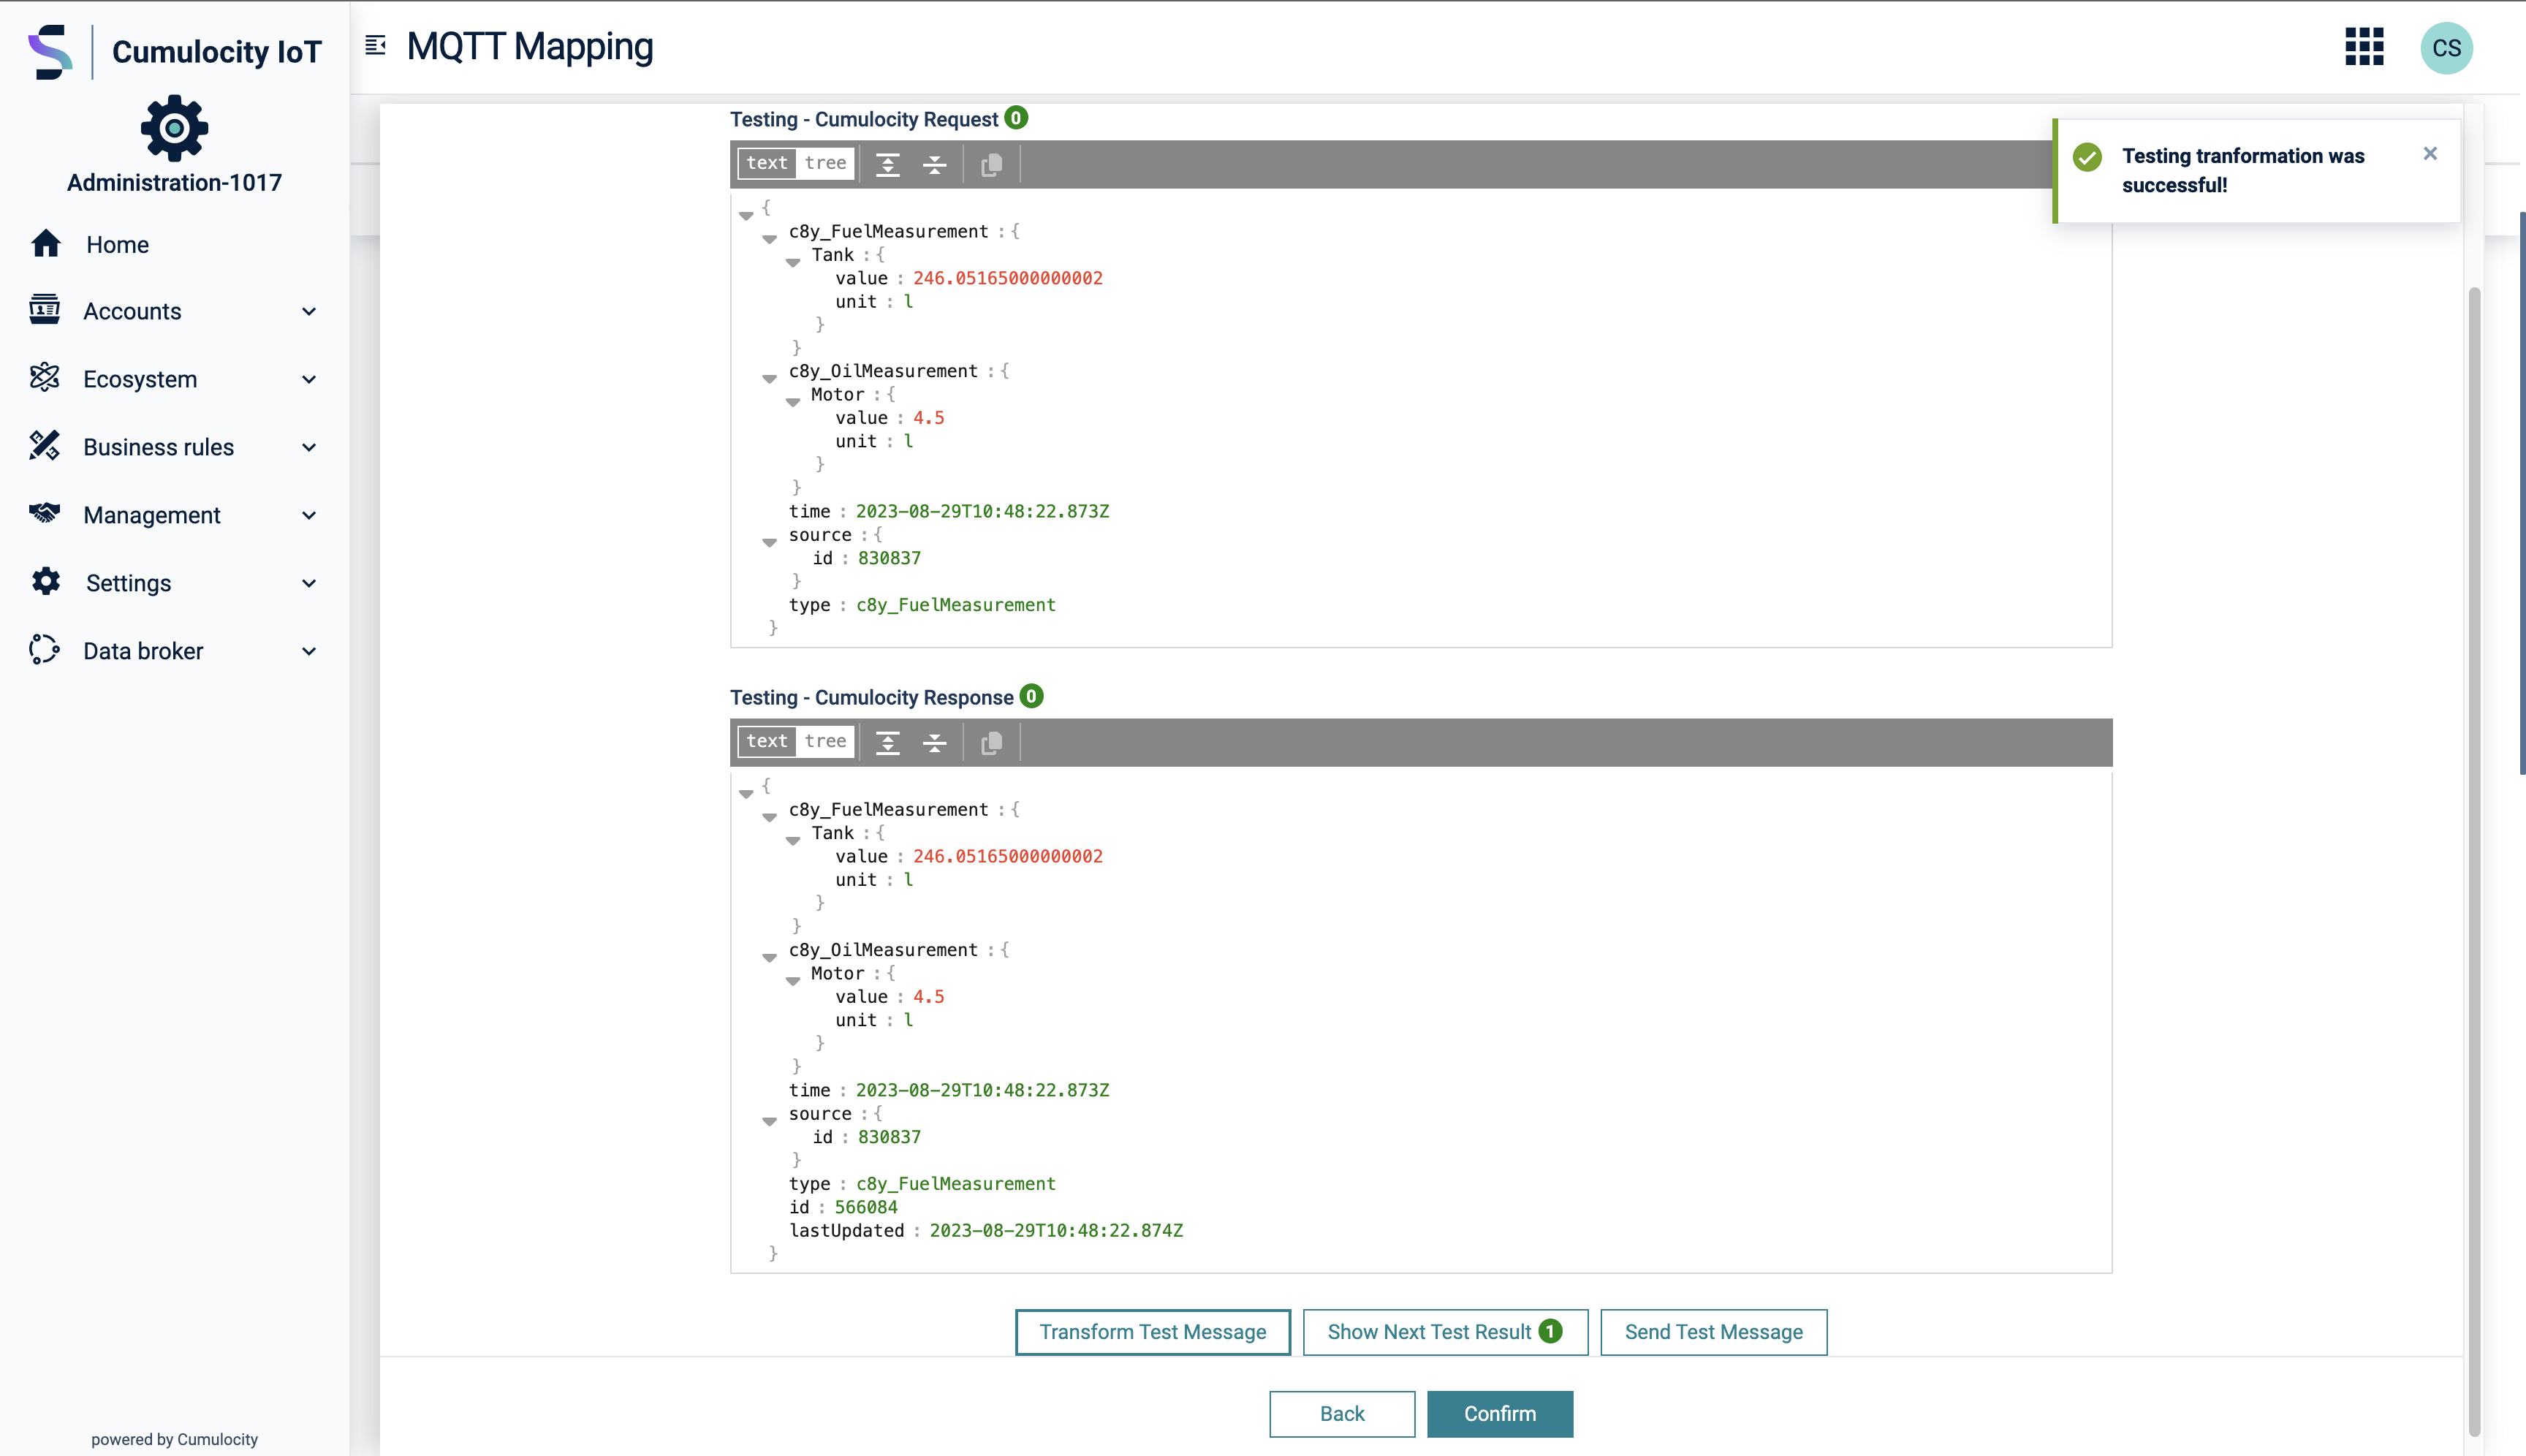 Cumulocity IoT
Administration-1017
Home
Accounts
Ecosystem
Business rules
Management
Settings
Data broker
powered by Cumulocity
MQTT Mapping
CS
Testing tranformation was
successful!
Testing - Cumulocity Request 0
text tree
{
c8y_FuelMeasurement : {
Tank : {
value : 246.05165000000002
unit : l
}
}
c8y_OilMeasurement : {
Motor : {
value : 4.5
unit : l
}
}
time : 2023-08-29T10:48:22.873Z
source : {
id : 830837
}
type : c8y_FuelMeasurement
}
Testing - Cumulocity Response 0
text tree
{
c8y_FuelMeasurement : {
Tank : {
value : 246.05165000000002
unit : l
}
}
c8y_OilMeasurement : {
Motor : {
value : 4.5
unit : l
}
}
time : 2023-08-29T10:48:22.873Z
source : {
id : 830837
}
type : c8y_FuelMeasurement
id : 566084
lastUpdated : 2023-08-29T10:48:22.874Z
}
Transform Test Message
Show Next Test Result 1
Send Test Message
Back
Confirm